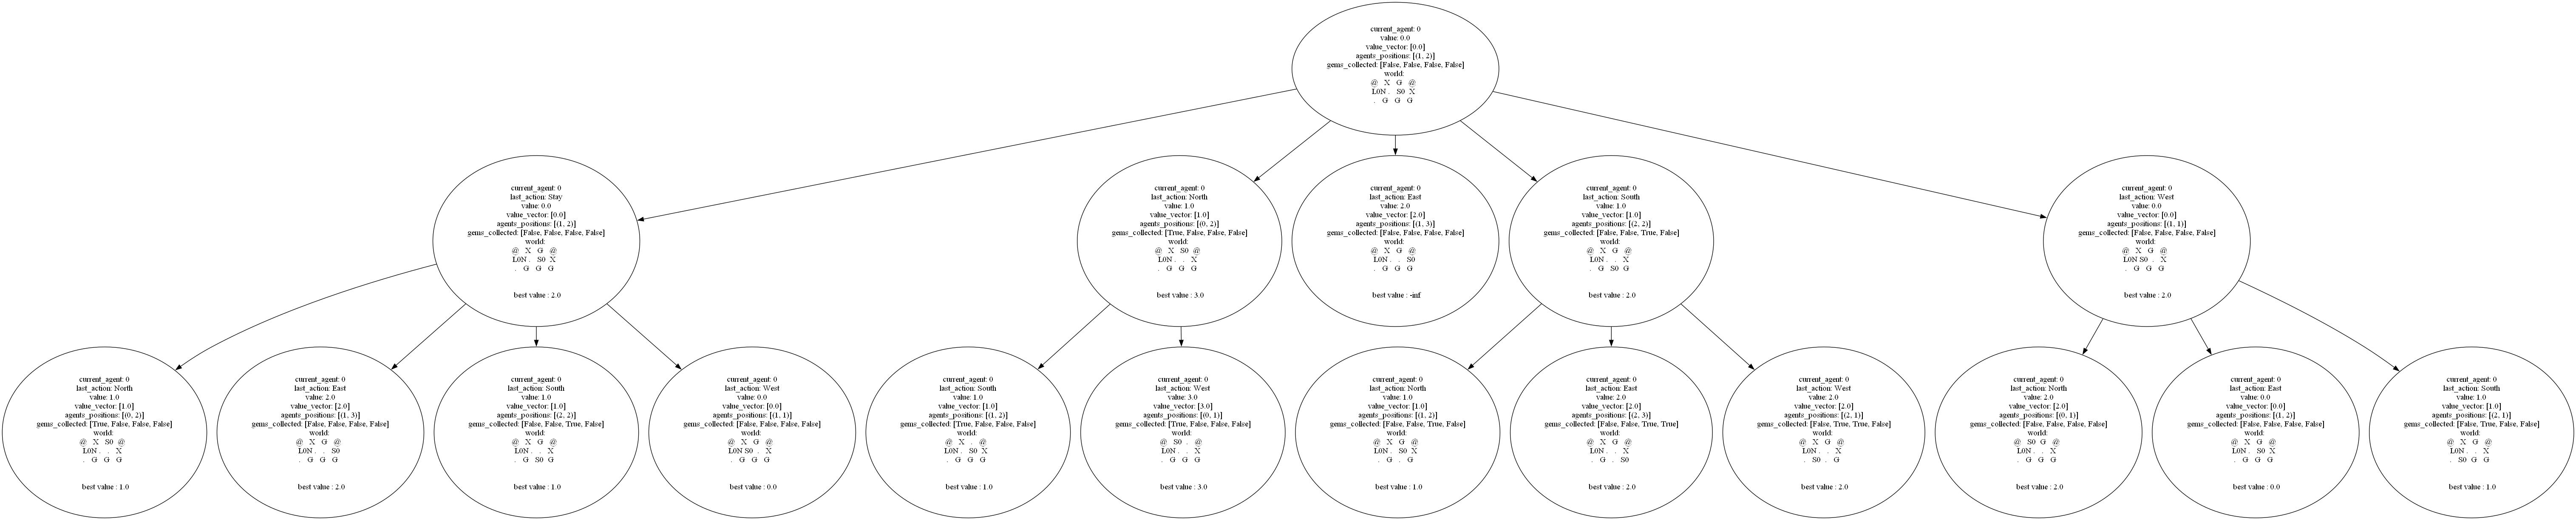 current_agent: 0
value: 0.0
value_vector: [0.0]
agents_positions: [(1, 2)]
gems_collected: [False, False, False, False]
world:
@ X G @
L0N . S0 X
. G G G
current_agent: 0
last_action: Stay
value: 0.0
value_vector: [0.0]
agents_positions: [(1, 2)]
gems_collected: [False, False, False, False]
world:
@ X G @
L0N . S0 X
. G G G
best value : 2.0
current_agent: 0
last_action: North
value: 1.0
value_vector: [1.0]
agents_positions: [(0, 2)]
gems_collected: [True, False, False, False]
world:
@ X S0 @
L0N . . X
. G G G
best value : 3.0
current_agent: 0
last_action: East
value: 2.0
value_vector: [2.0]
agents_positions: [(1, 3)]
gems_collected: [False, False, False, False]
world:
@ X G @
L0N . . S0
. G G G
best value : -inf
current_agent: 0
last_action: South
value: 1.0
value_vector: [1.0]
agents_positions: [(2, 2)]
gems_collected: [False, False, True, False]
world:
@ X G @
L0N . . X
. G S0 G
best value : 2.0
current_agent: 0
last_action: West
value: 0.0
value_vector: [0.0]
agents_positions: [(1, 1)]
gems_collected: [False, False, False, False]
world:
@ X G @
L0N S0 . X
. G G G
best value : 2.0
current_agent: 0
last_action: North
value: 1.0
value_vector: [1.0]
agents_positions: [(0, 2)]
gems_collected: [True, False, False, False]
world:
@ X S0 @
L0N . . X
. G G G
best value : 1.0
current_agent: 0
last_action: East
value: 2.0
value_vector: [2.0]
agents_positions: [(1, 3)]
gems_collected: [False, False, False, False]
world:
@ X G @
L0N . . S0
. G G G
best value : 2.0
current_agent: 0
last_action: South
value: 1.0
value_vector: [1.0]
agents_positions: [(2, 2)]
gems_collected: [False, False, True, False]
world:
@ X G @
L0N . . X
. G S0 G
best value : 1.0
current_agent: 0
last_action: West
value: 0.0
value_vector: [0.0]
agents_positions: [(1, 1)]
gems_collected: [False, False, False, False]
world:
@ X G @
L0N S0 . X
. G G G
best value : 0.0
current_agent: 0
last_action: South
value: 1.0
value_vector: [1.0]
agents_positions: [(1, 2)]
gems_collected: [True, False, False, False]
world:
@ X . @
L0N . S0 X
. G G G
best value : 1.0
current_agent: 0
last_action: West
value: 3.0
value_vector: [3.0]
agents_positions: [(0, 1)]
gems_collected: [True, False, False, False]
world:
@ S0 . @
L0N . . X
. G G G
best value : 3.0
current_agent: 0
last_action: North
value: 1.0
value_vector: [1.0]
agents_positions: [(1, 2)]
gems_collected: [False, False, True, False]
world:
@ X G @
L0N . S0 X
. G . G
best value : 1.0
current_agent: 0
last_action: East
value: 2.0
value_vector: [2.0]
agents_positions: [(2, 3)]
gems_collected: [False, False, True, True]
world:
@ X G @
L0N . . X
. G . S0
best value : 2.0
current_agent: 0
last_action: West
value: 2.0
value_vector: [2.0]
agents_positions: [(2, 1)]
gems_collected: [False, True, True, False]
world:
@ X G @
L0N . . X
. S0 . G
best value : 2.0
current_agent: 0
last_action: North
value: 2.0
value_vector: [2.0]
agents_positions: [(0, 1)]
gems_collected: [False, False, False, False]
world:
@ S0 G @
L0N . . X
. G G G
best value : 2.0
current_agent: 0
last_action: East
value: 0.0
value_vector: [0.0]
agents_positions: [(1, 2)]
gems_collected: [False, False, False, False]
world:
@ X G @
L0N . S0 X
. G G G
best value : 0.0
current_agent: 0
last_action: South
value: 1.0
value_vector: [1.0]
agents_positions: [(2, 1)]
gems_collected: [False, True, False, False]
world:
@ X G @
L0N . . X
. S0 G G
best value : 1.0